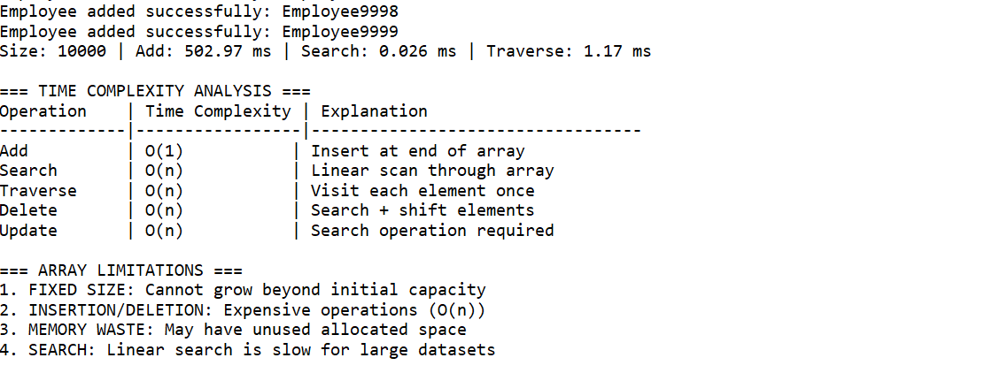 Employee added successfully: Employee9998
Employee added successfully: Employee9999
Size: 10000 | Add: 502.97 ms | Search: 0.026 ms | Traverse: 1.17 ms
=== TIME COMPLEXITY ANALYSIS ===
Operation    | Time Complexity | Explanation
-------------|-----------------|----------------------------------
Add          | O(1)           | Insert at end of array
Search       | O(n)           | Linear scan through array
Traverse     | O(n)           | Visit each element once
Delete       | O(n)           | Search + shift elements
Update       | O(n)           | Search operation required
=== ARRAY LIMITATIONS ===
1. FIXED SIZE: Cannot grow beyond initial capacity
2. INSERTION/DELETION: Expensive operations (O(n))
3. MEMORY WASTE: May have unused allocated space
4. SEARCH: Linear search is slow for large datasets